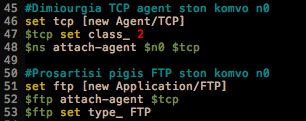 45 #Dimiourgia TCP agent ston komvo n0
46 set tcp [new Agent/TCP]
47 $tcp set class_ 2
48 $ns attach-agent $n0 $tcp
49
50 #Prosartisi pigis FTP ston komvo n0
51 set ftp [new Application/FTP]
52 $ftp attach-agent $tcp
53 $ftp set type_ FTP